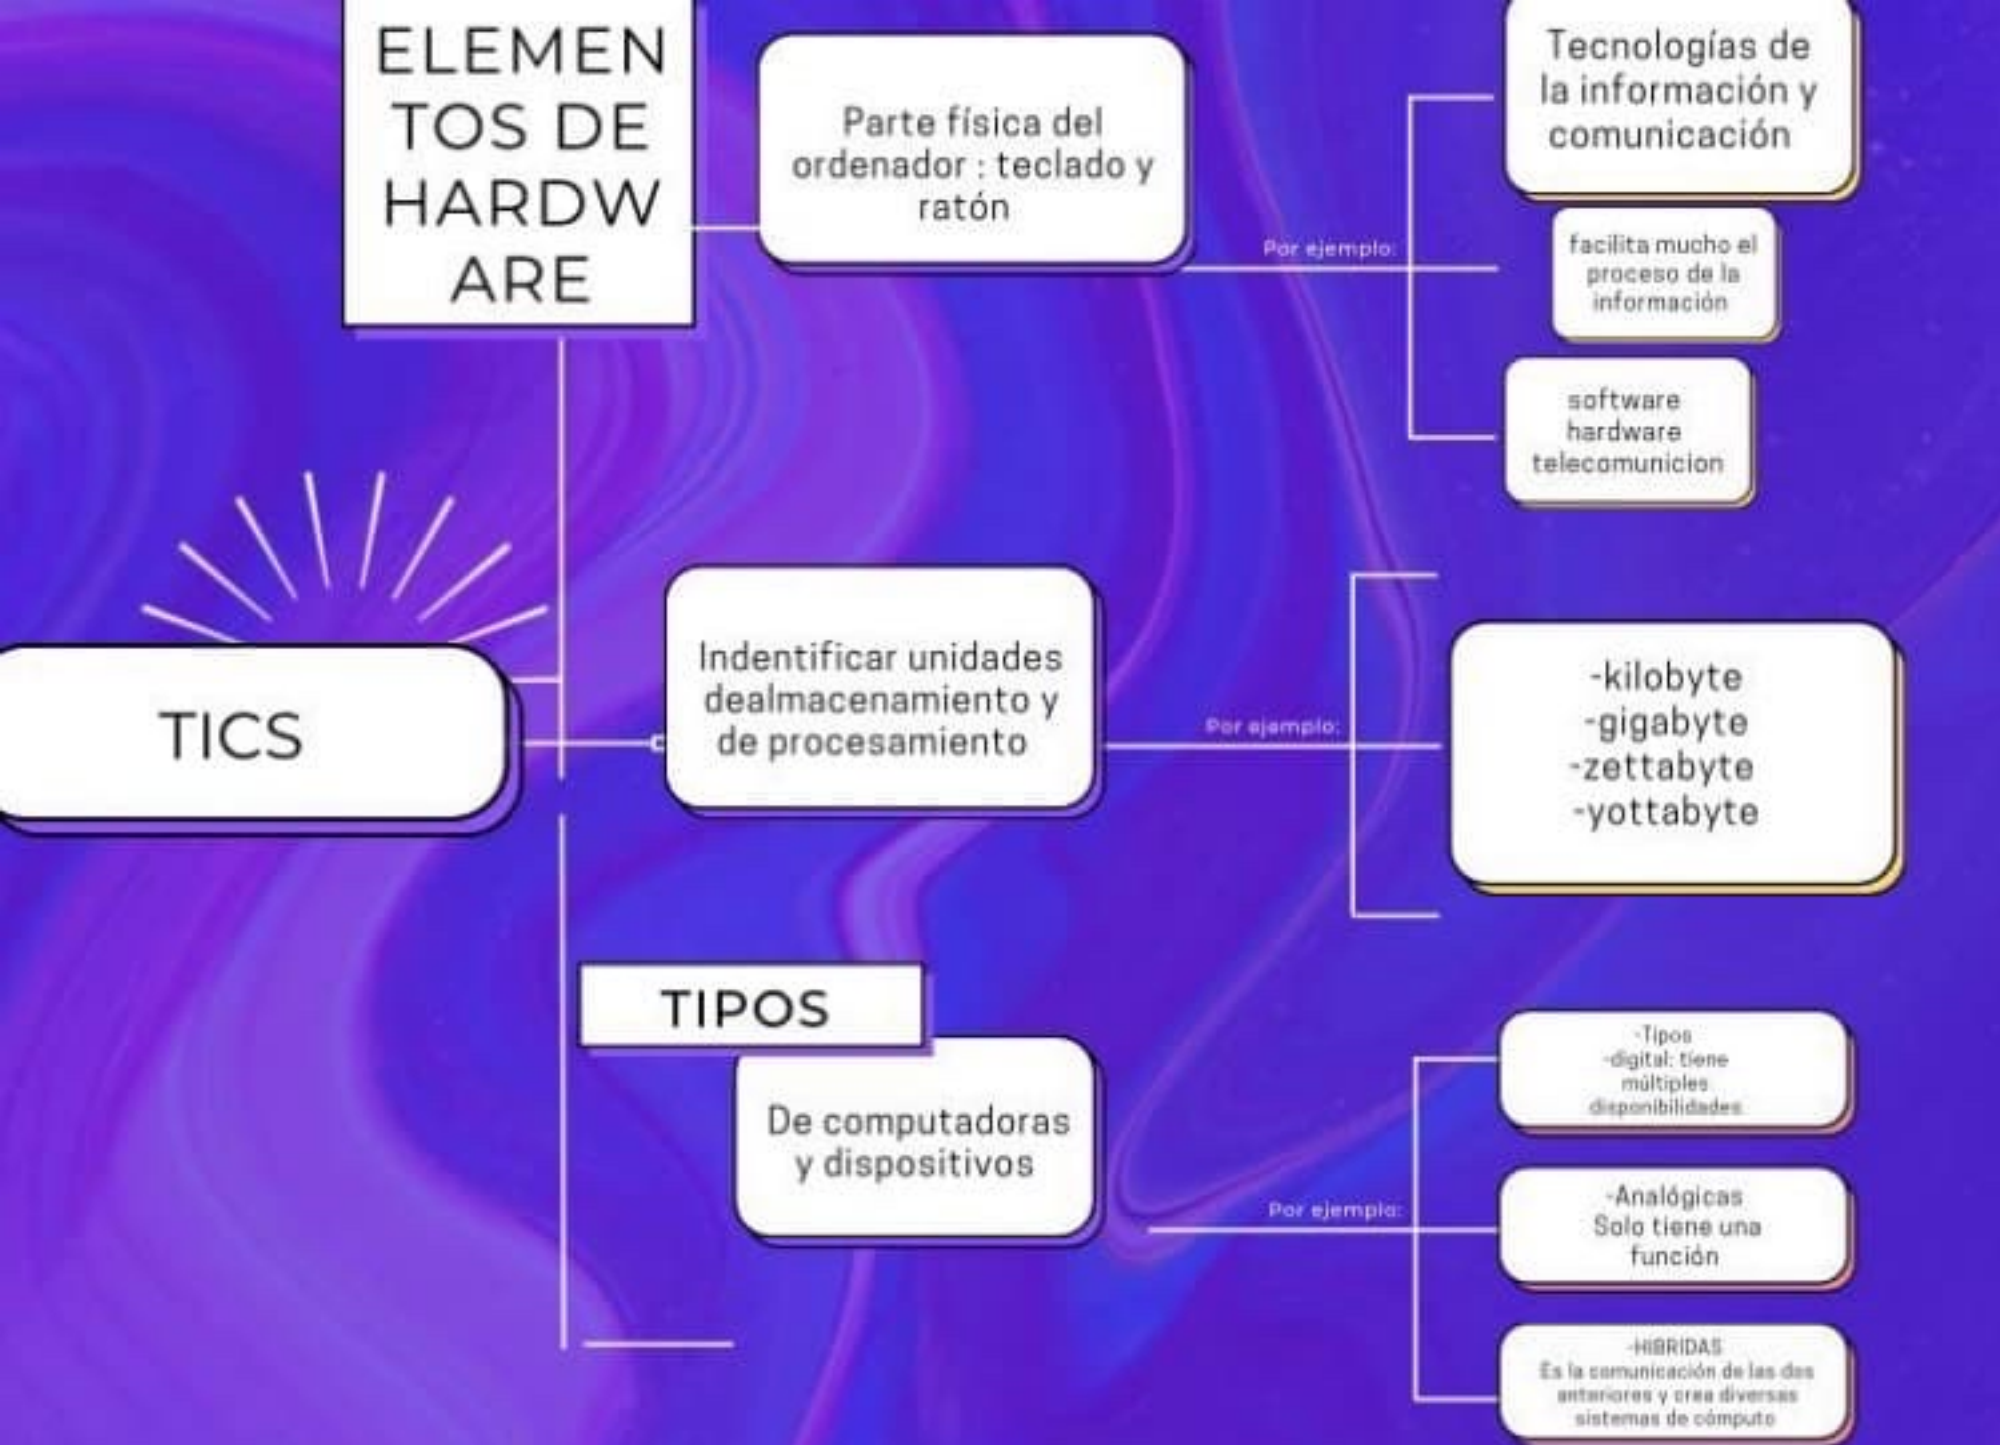 ELEMEN
TOS DE
HARDW
ARE
Parte física del
ordenador : teclado y
ratón
Por ejemplo:
Tecnologías de
la información y
comunicación
facilita mucho el
proceso de la
información
software
hardware
telecomunicion
TICS
Indentificar unidades
dealmacenamiento y
de procesamiento
Por ejemplo:
-kilobyte
-gigabyte
-zettabyte
-yottabyte
TIPOS
De computadoras
y dispositivos
Por ejemplo:
-Tipos
-digital: tiene
múltiples
disponibilidades
-Analógicas
Solo tiene una
función
-HIBRIDAS
Es la comunicación de las dos
anteriores y crea diversas
sistemas de cómputo